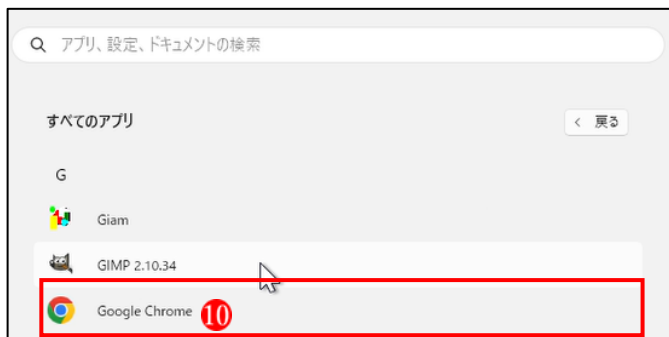 アプリ、設定、ドキュメントの検索
すべてのアプリ
< 戻る
G
Giam
GIMP 2.10.34
Google Chrome 10